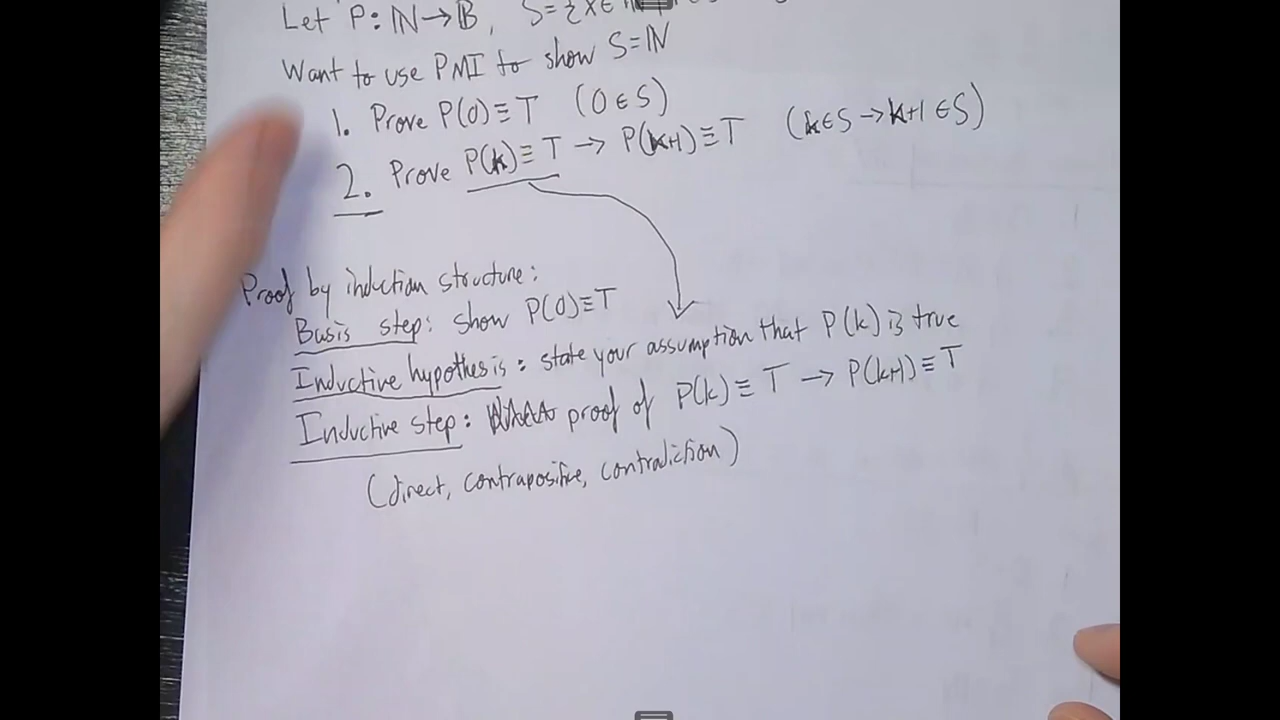 Let P: ℕ→𝔹, S={x∈ℕ
Want to use PMI to show S=ℕ
1. Prove P(0)≡T (0∈S)
2. Prove P(k)≡T → P(k+1)≡T (k∈S→k+1∈S)
Proof by induction structure:
Basis step: show P(0)≡T
Inductive hypothesis: state your assumption that P(k) is true
Inductive step: proof of P(k)≡T → P(k+1)≡T
(direct, contrapositive, contradiction)